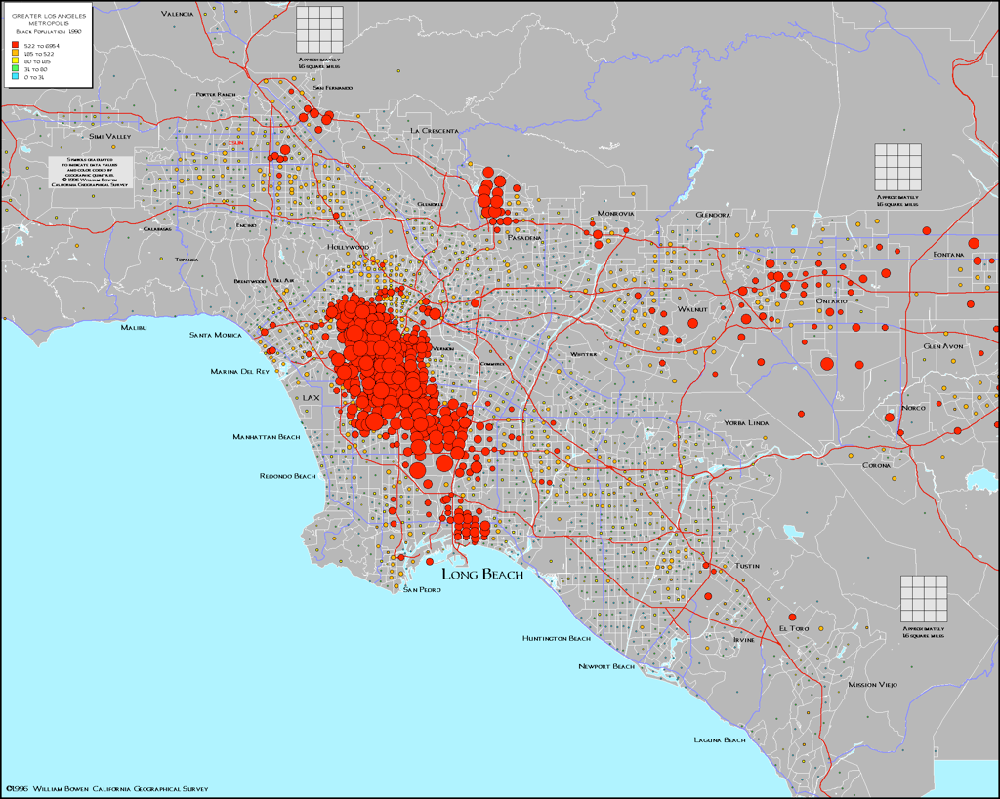 Greater Los Angeles
Metropolis
Black Population 1990
522 to 6954
185 to 522
80 to 185
31 to 80
0 to 31
Valencia
Approximately
16 square miles
Porter Ranch
San Fernando
La Crescenta
Simi Valley
CSUN
Symbols graduated
to indicate data values
and color coded by
geographic quintiles.
©1996 William Bowen
California Geographical Survey
Approximately
16 square miles
Glendale
Monrovia
Glendora
Calabasas
Encino
Pasadena
Hollywood
Topanga
Fontana
Brentwood
Bel Air
Ontario
Walnut
Malibu
Santa Monica
Vernon
Whittier
Glen Avon
Commerce
Marina Del Rey
LAX
Norco
Yorba Linda
Manhattan Beach
Corona
Redondo Beach
Tustin
Long Beach
San Pedro
El Toro
Approximately
16 square miles
Huntington Beach
Irvine
Newport Beach
Mission Viejo
Laguna Beach
©1996 William Bowen California Geographical Survey